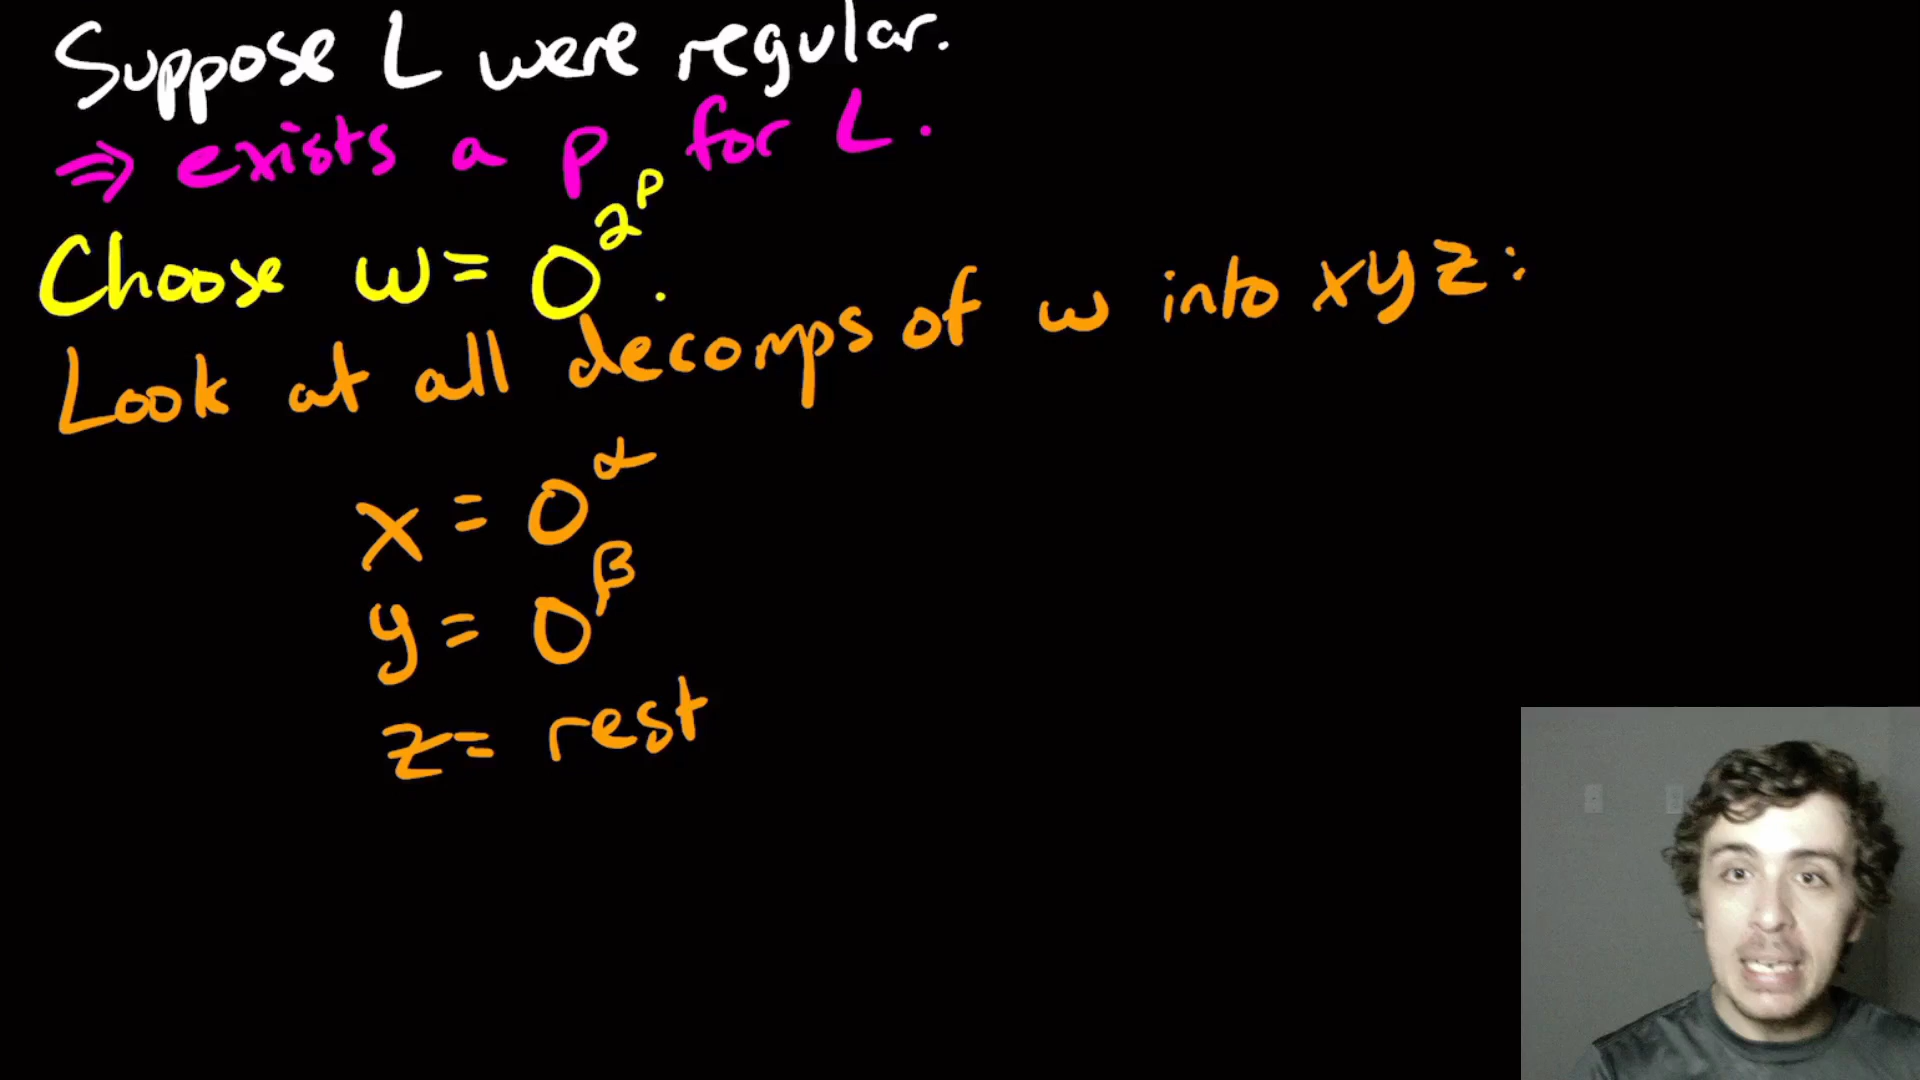 Suppose L were regular.
⇒ exists a p for L.
Choose w = 0^2^p.
Look at all decomps of w into xyz:
x = 0^α
y = 0^β
z = rest